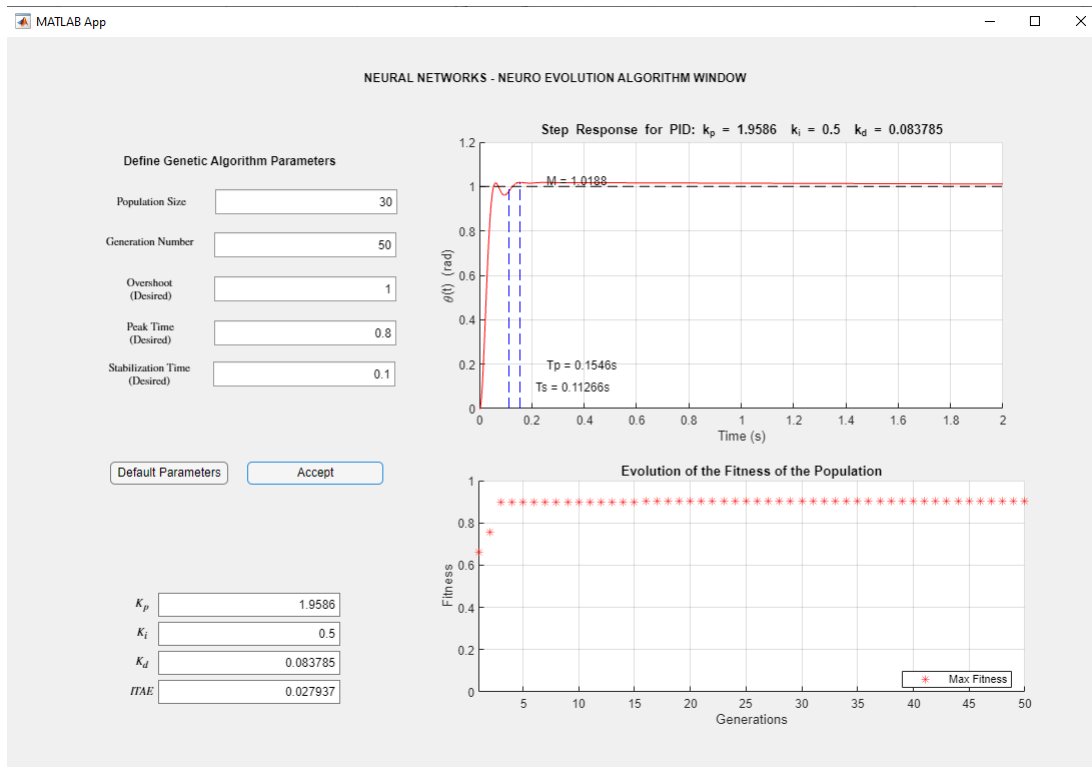 MATLAB App
NEURAL NETWORKS - NEURO EVOLUTION ALGORITHM WINDOW
Define Genetic Algorithm Parameters
Population Size
30
Generation Number
50
Overshoot
(Desired)
1
Peak Time
(Desired)
0.8
Stabilization Time
(Desired)
0.1
Default Parameters
Accept
K_p
1.9586
K_i
0.5
K_d
0.083785
ITAE
0.027937
Step Response for PID: k_p = 1.9586 k_i = 0.5 k_d = 0.083785
1.2
1
0.8
0.6
0.4
0.2
0
θ(t) (rad)
M = 1.0188
Tp = 0.1546s
Ts = 0.11266s
0 0.2 0.4 0.6 0.8 1 1.2 1.4 1.6 1.8 2
Time (s)
Evolution of the Fitness of the Population
1
0.8
0.6
0.4
0.2
0
Fitness
Max Fitness
5 10 15 20 25 30 35 40 45 50
Generations